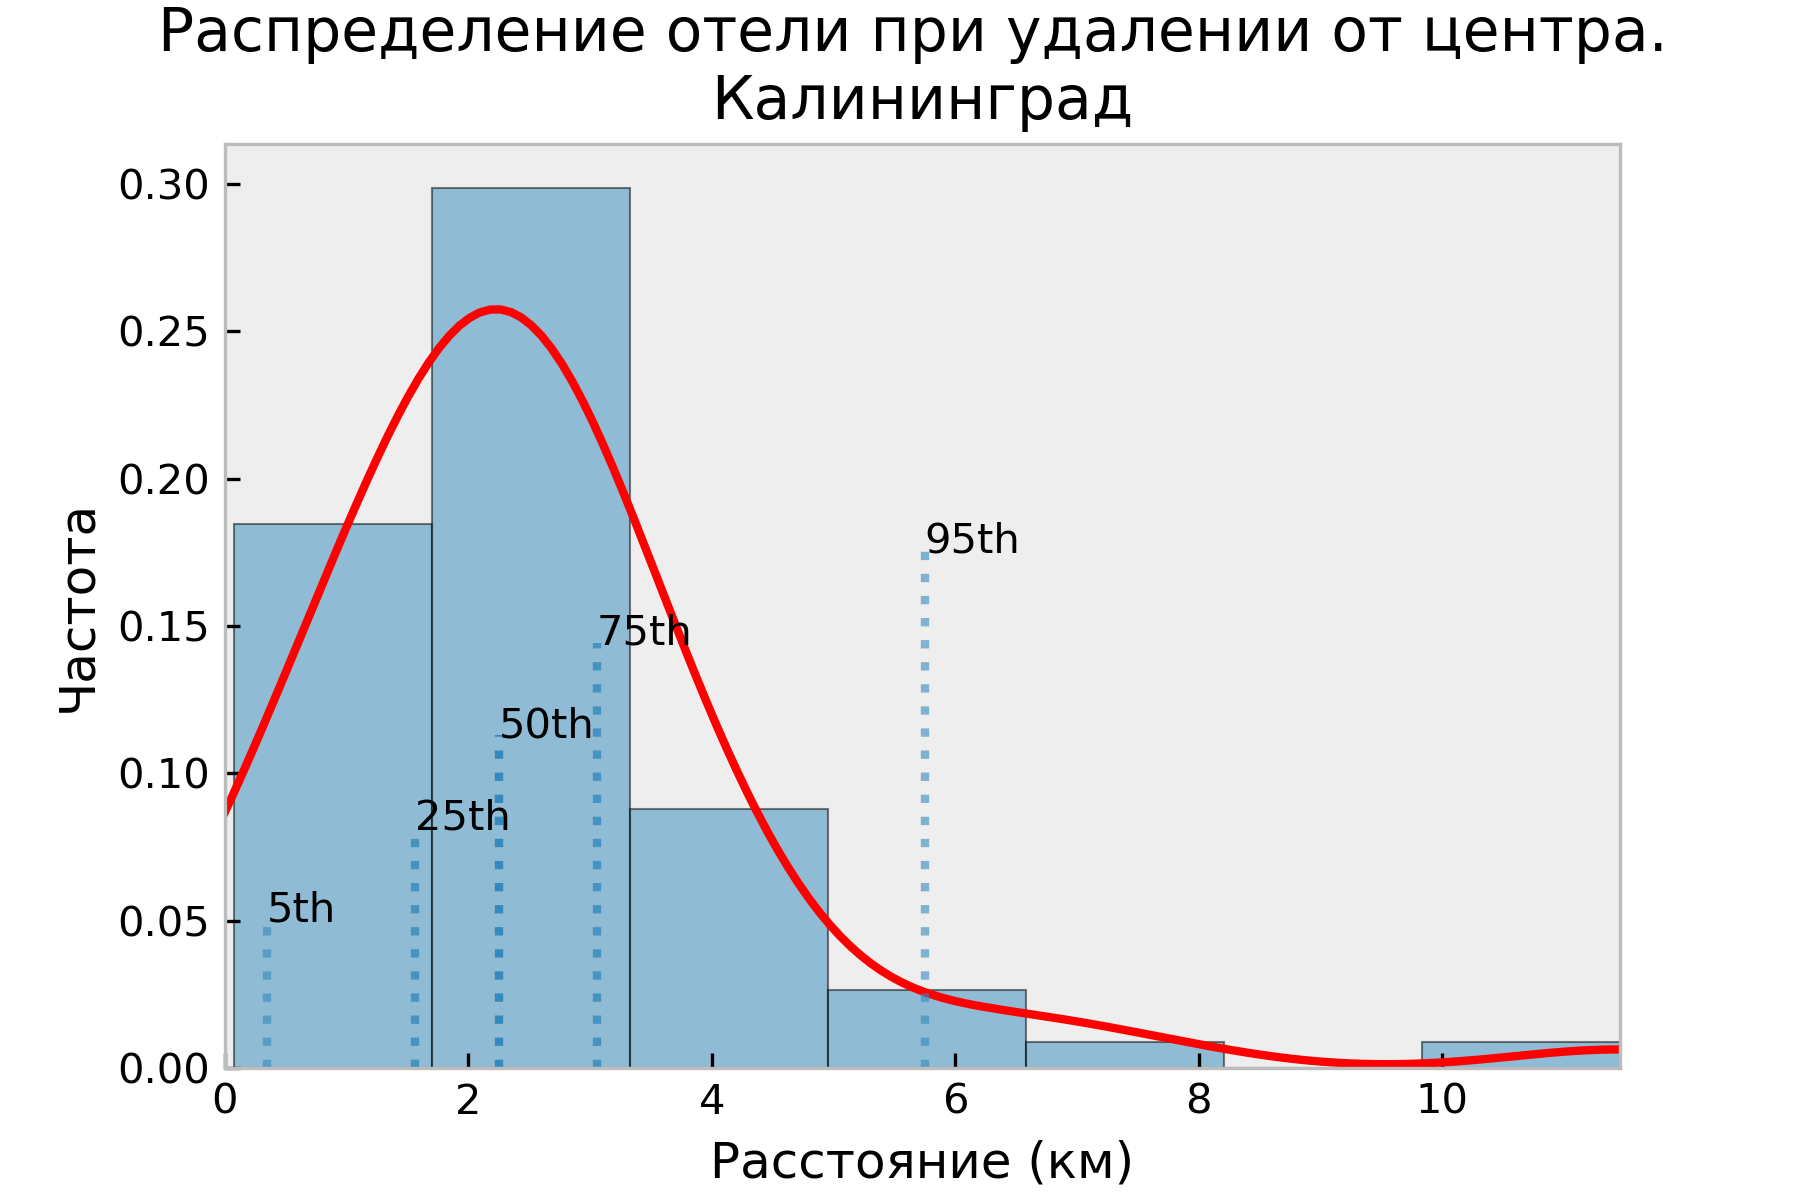 Распределение отели при удалении от центра.
Калининград
0.30
0.25
0.20
0.15
0.10
0.05
0.00
Частота
95th
75th
50th
25th
5th
0 2 4 6 8 10
Расстояние (км)